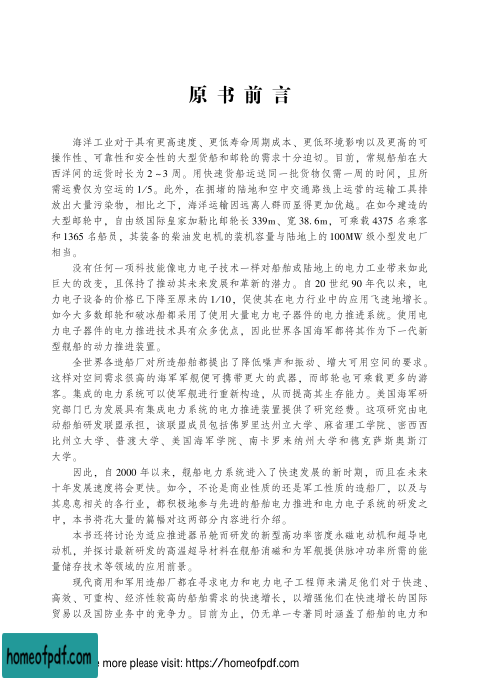 原 书 前 言
海洋工业对于具有更高速度、更低寿命周期成本、更低环境影响以及更高的可
操作性、可靠性和安全性的大型货船和邮轮的需求十分迫切。目前，常规船舶在大
西洋间的运货时长为 2～3 周。用快速货船运送同一批货物仅需一周的时间，且所
需运费仅为空运的 1/5。此外，在拥堵的陆地和空中交通路线上运营的运输工具排
放出大量污染物，相比之下，海洋运输因远离人群而显得更加优越。在如今建造的
大型邮轮中，自由级国际皇家加勒比邮轮长 339m、宽 38.6m，可乘载 4375 名乘客
和 1365 名船员，其装备的柴油发电机的装机容量与陆地上的 100MW 级小型发电厂
相当。
没有任何一项科技能像电力电子技术一样对船舶或陆地上的电力工业带来如此
巨大的改变，且保持了推动其未来发展和革新的潜力。自 20 世纪 90 年代以来，电
力电子设备的价格已下降至原来的 1/10，促使其在电力行业中的应用飞速地增长。
如今大多数邮轮和破冰船都采用了使用大量电力电子器件的电力推进系统。使用电
力电子器件的电力推进技术具有众多优点，因此世界各国海军都将其作为下一代新
型舰船的动力推进装置。
全世界各造船厂对所造船舶都提出了降低噪声和振动、增大可用空间的要求。
这样对空间需求很高的海军军舰便可携带更大的武器，而邮轮也可乘载更多的游
客。集成的电力系统可以使军舰进行重新构造，从而提高其生存能力。美国海军研
究部门已为发展具有集成电力系统的电力推进装置提供了研究经费。这项研究由电
动船舶研发联盟承担，该联盟成员包括佛罗里达州立大学、麻省理工学院、密西西
比州立大学、普渡大学、美国海军学院、南卡罗来纳州大学和德克萨斯奥斯汀
大学。
因此，自 2000 年以来，舰船电力系统进入了快速发展的新时期，而且在未来
十年发展速度将会更快。如今，不论是商业性质的还是军工性质的造船厂，以及与
其息息相关的各行业，都积极地参与先进的船舶电力推进和电力电子系统的研发之
中，本书将花大量的篇幅对这两部分内容进行介绍。
本书还将讨论为适应推进器吊舱而研发的新型高功率密度永磁电动机和超导电
动机，并探讨最新研发的高温超导材料在舰船消磁和为军舰提供脉冲功率所需的能
量储存技术等领域的应用前景。
现代商用和军用造船厂都在寻求电力和电力电子工程师来满足他们对于快速、
高效、可重构、经济性较高的船舶需求的快速增长，以增强他们在快速增长的国际
贸易以及国防业务中的竞争力。目前为止，仍无单一专著同时涵盖了船舶的电力和
homeofpdf.com
more please visit: https://homeofpdf.com